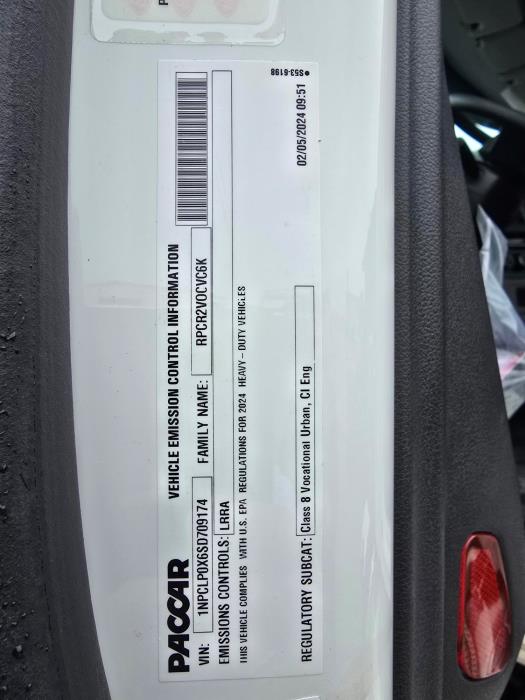 PACCAR VEHICLE EMISSION CONTROL INFORMATION
VIN: 1NPCLP0X6SD709174 FAMILY NAME: RPCR2VOCVC6K
EMISSIONS CONTROLS: LRRA
THIS VEHICLE COMPLIES WITH U.S. EPA REGULATIONS FOR 2024 HEAVY-DUTY VEHICLES
REGULATORY SUBCAT: Class 8 Vocational Urban, CI Eng
02/05/2024 09:51
S53-6198